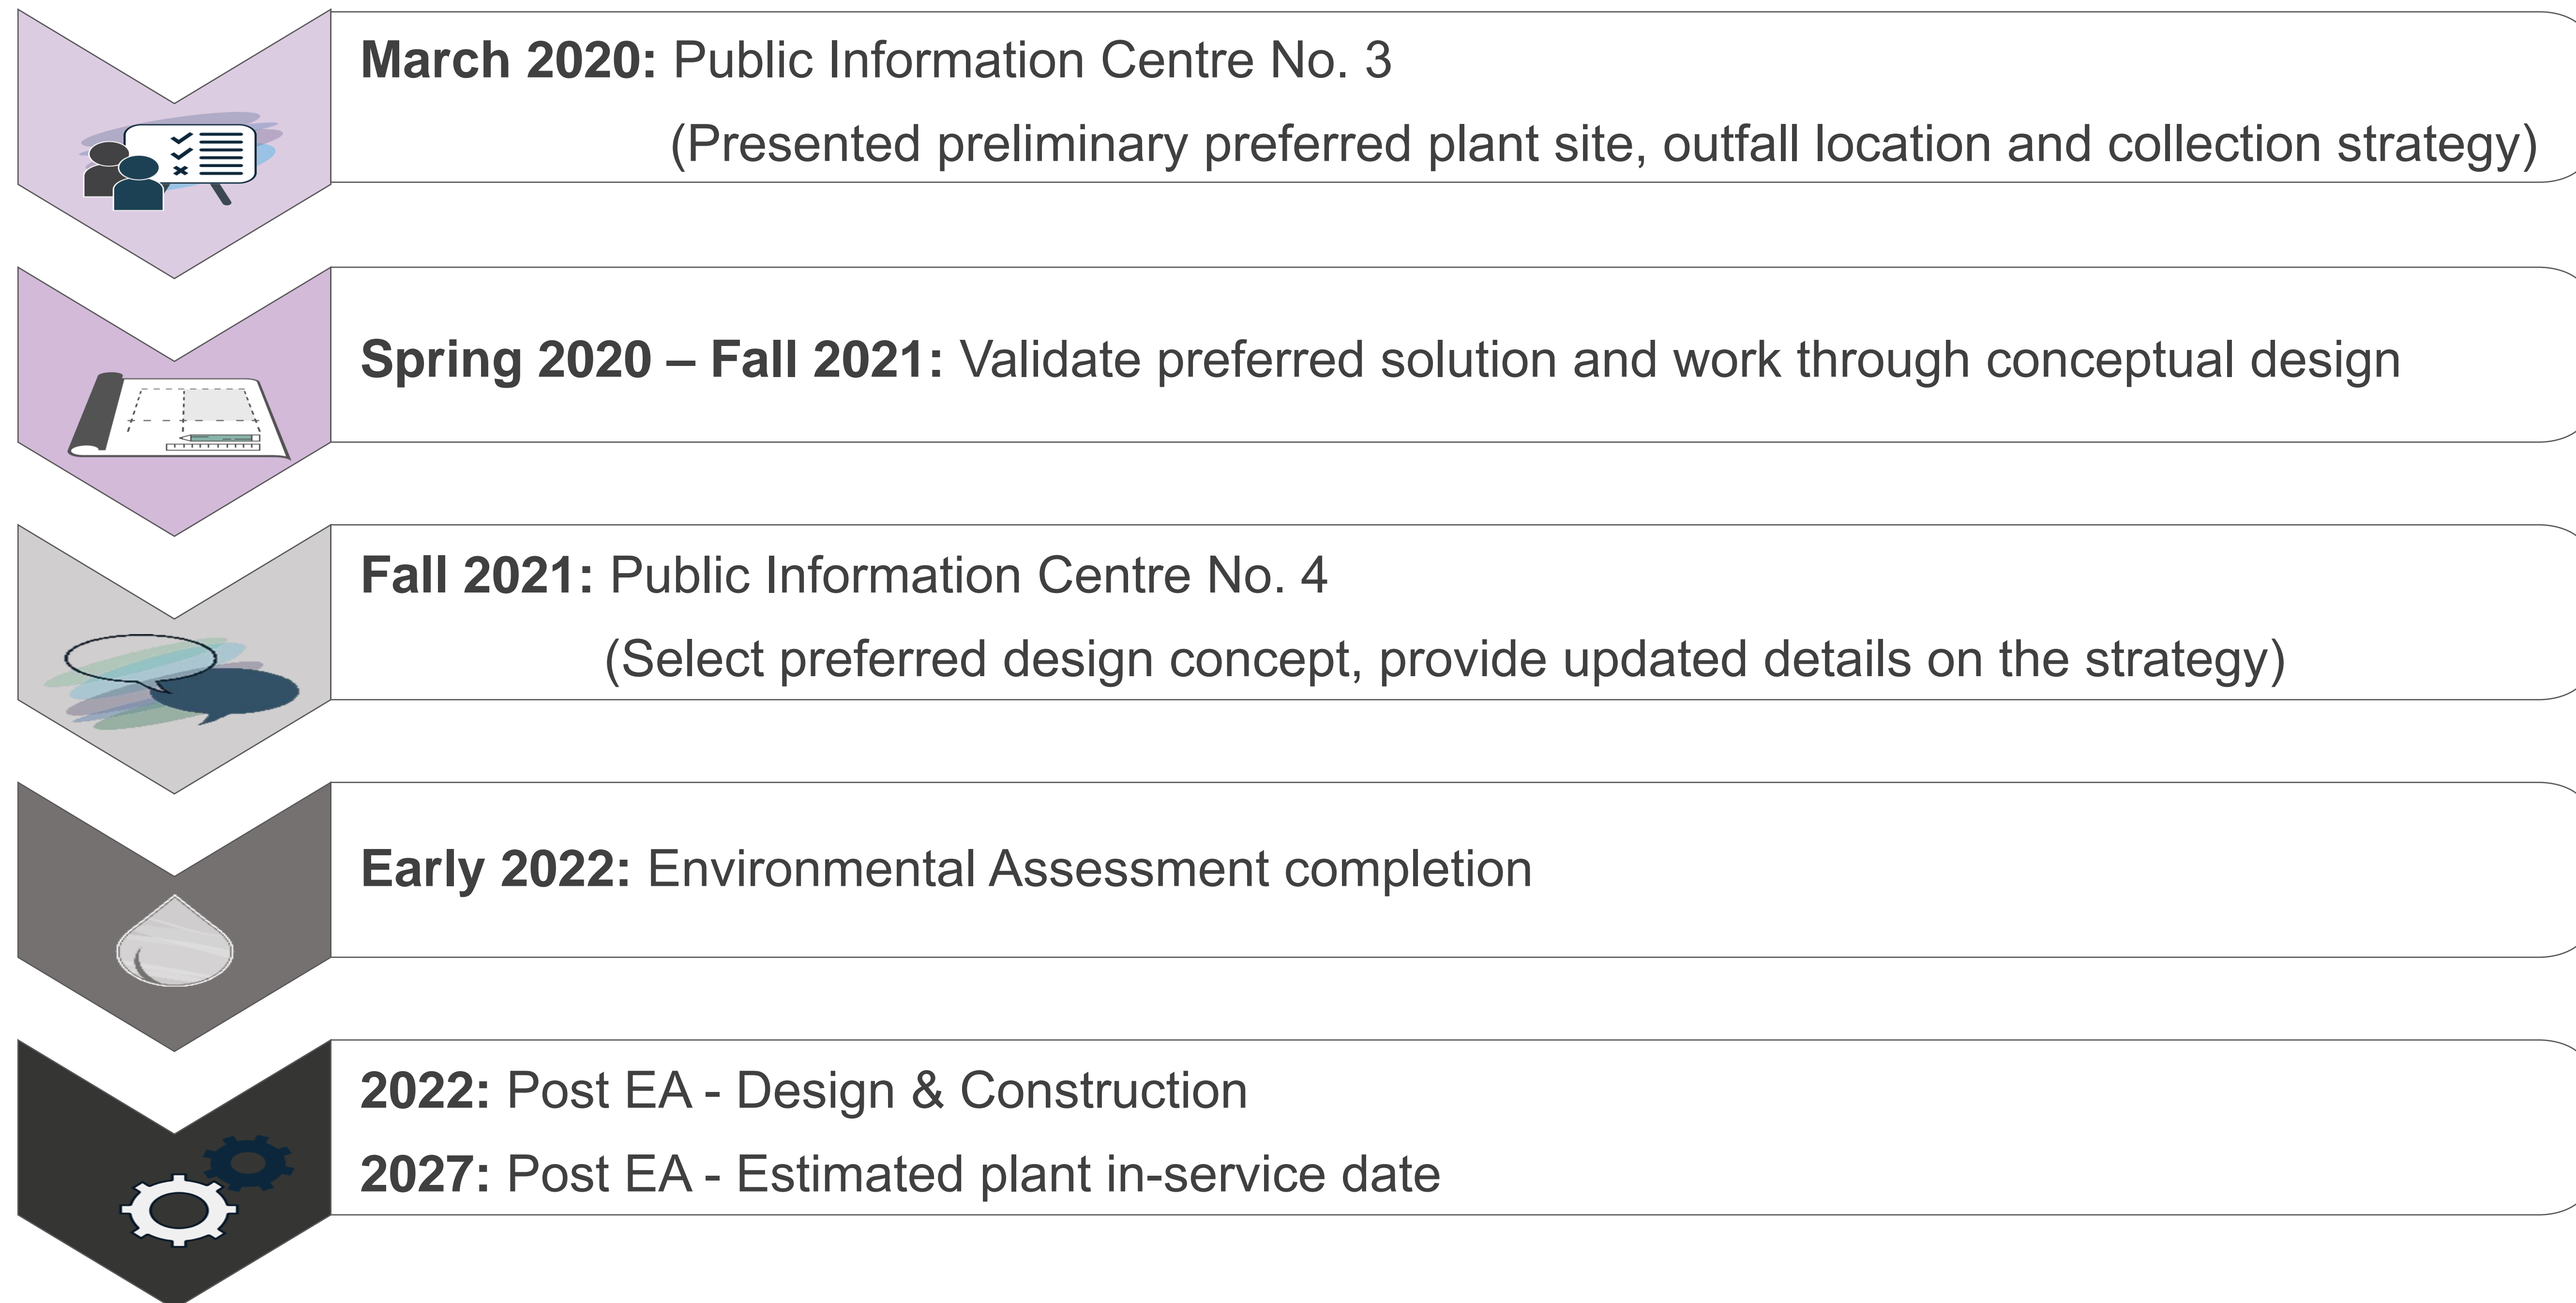 March 2020: Public Information Centre No. 3
(Presented preliminary preferred plant site, outfall location and collection strategy)
Spring 2020 – Fall 2021: Validate preferred solution and work through conceptual design
Fall 2021: Public Information Centre No. 4
(Select preferred design concept, provide updated details on the strategy)
Early 2022: Environmental Assessment completion
2022: Post EA - Design & Construction
2027: Post EA - Estimated plant in-service date